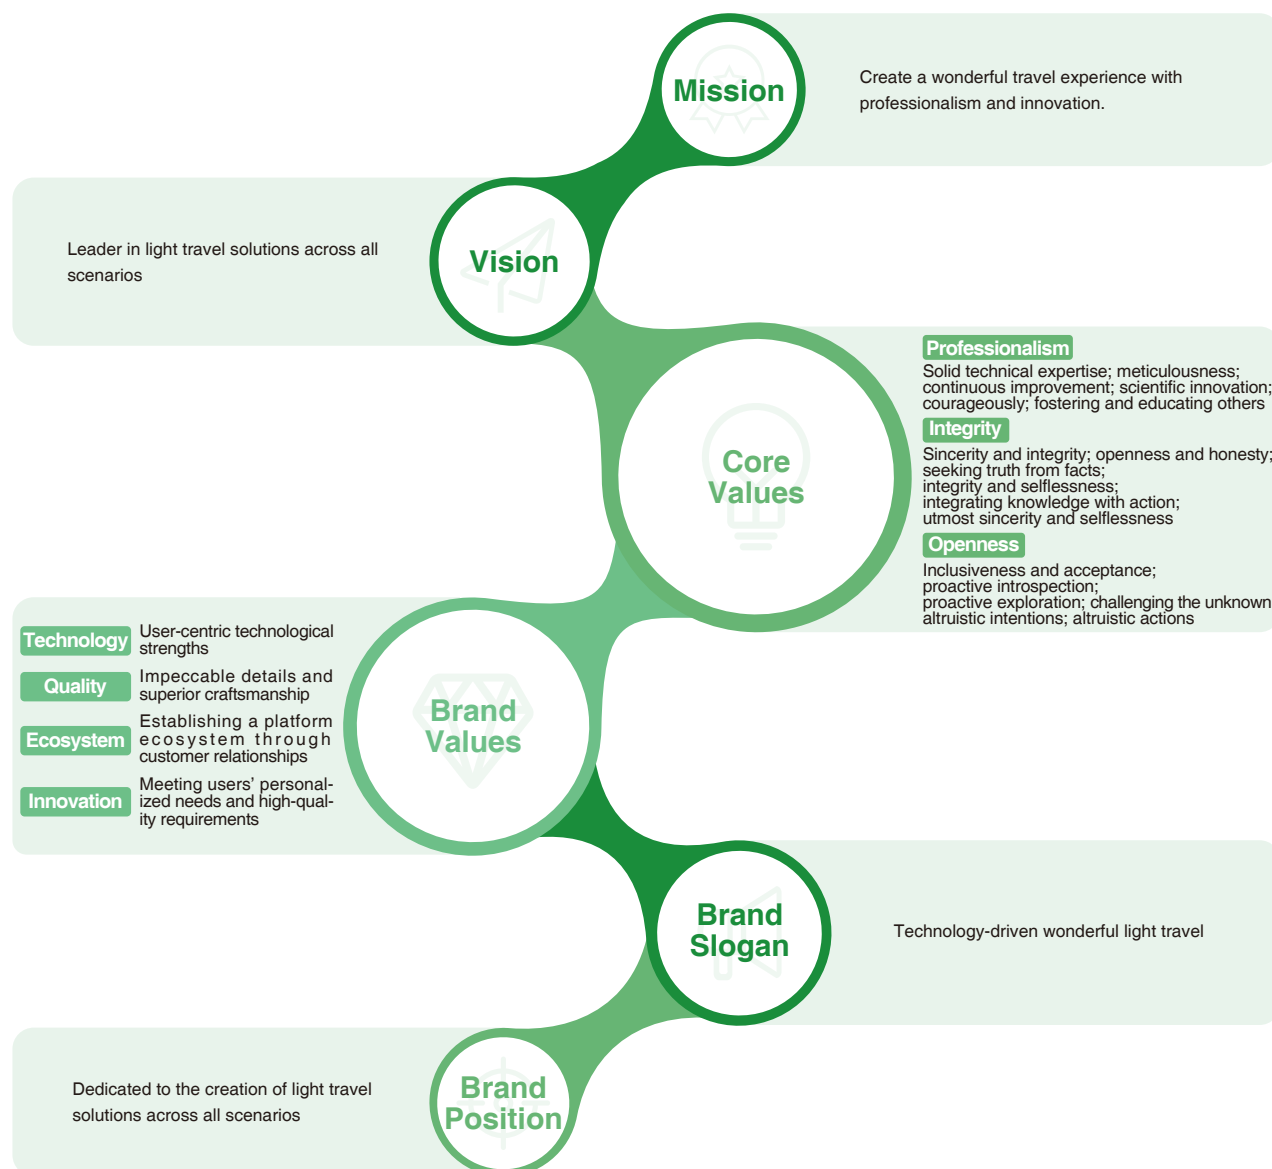 Mission
Create a wonderful travel experience with
professionalism and innovation.
Vision
Leader in light travel solutions across all
scenarios
Core
Values
Professionalism
Solid technical expertise; meticulousness;
continuous improvement; scientific innovation;
courageously; fostering and educating others
Integrity
Sincerity and integrity; openness and honesty;
seeking truth from facts;
integrity and selflessness;
integrating knowledge with action;
utmost sincerity and selflessness
Openness
Inclusiveness and acceptance;
proactive introspection;
proactive exploration; challenging the unknown
altruistic intentions; altruistic actions
Brand
Values
Technology
User-centric technological
strengths
Quality
Impeccable details and
superior craftsmanship
Ecosystem
Establishing a platform
ecosystem through
customer relationships
Innovation
Meeting users’ personal-
ized needs and high-qual-
ity requirements
Brand
Slogan
Technology-driven wonderful light travel
Brand
Position
Dedicated to the creation of light travel
solutions across all scenarios